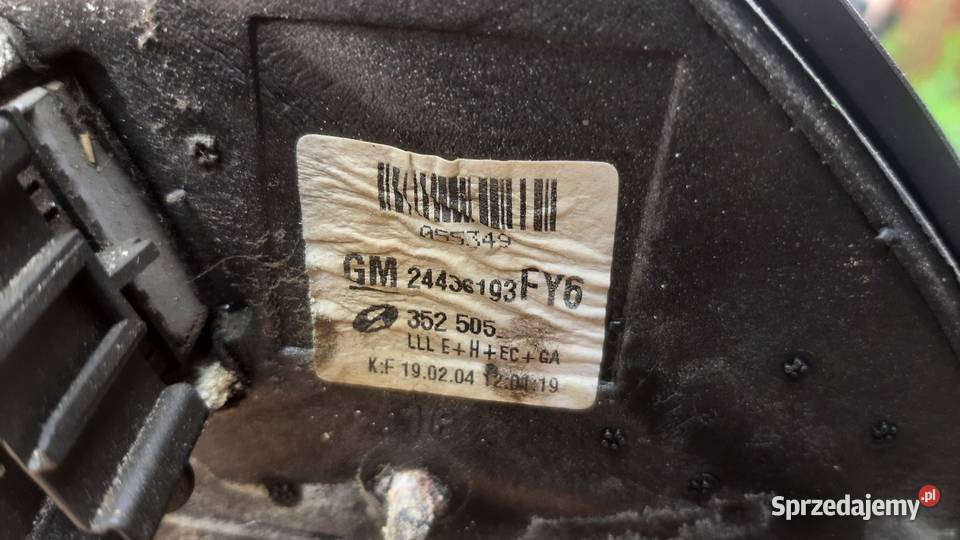 055349
GM 24436193 FY6
352 505
LLL E+H+EC+GA
K:F 19.02.04 12:01:19
Sprzedajemy.pl